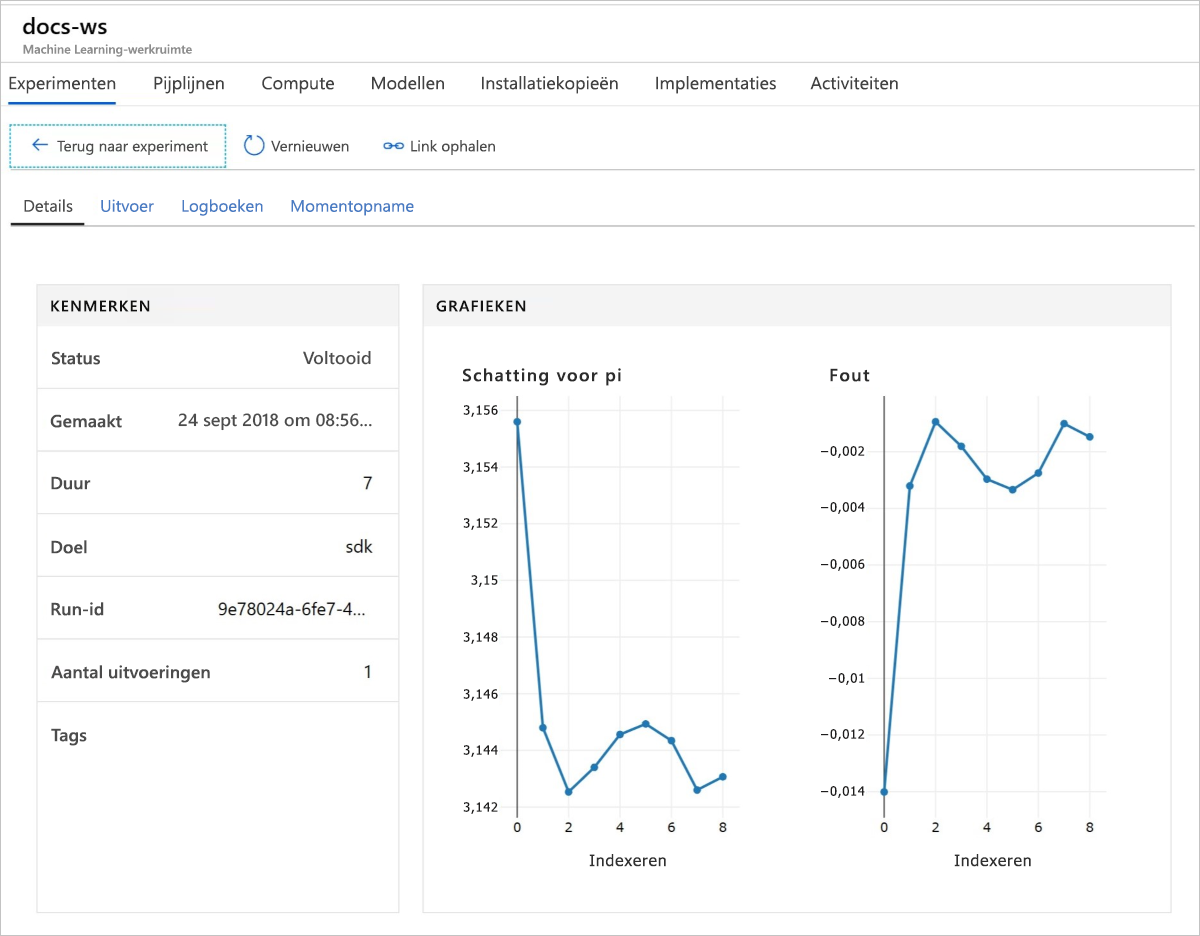 docs-ws
Machine Learning-werkruimte
Experimenten Pijplijnen Compute Modellen Installatiekopieën Implementaties Activiteiten
Terug naar experiment Vernieuwen Link ophalen
Details Uitvoer Logboeken Momentopname
KENMERKEN
Status Voltooid
Gemaakt 24 sept 2018 om 08:56...
Duur 7
Doel sdk
Run-id 9e78024a-6fe7-4...
Aantal uitvoeringen 1
Tags
GRAFIEKEN
Schatting voor pi
3,156
3,154
3,152
3,15
3,148
3,146
3,144
3,142
0 2 4 6 8
Indexeren
Fout
−0,002
−0,004
−0,006
−0,008
−0,01
−0,012
−0,014
0 2 4 6 8
Indexeren